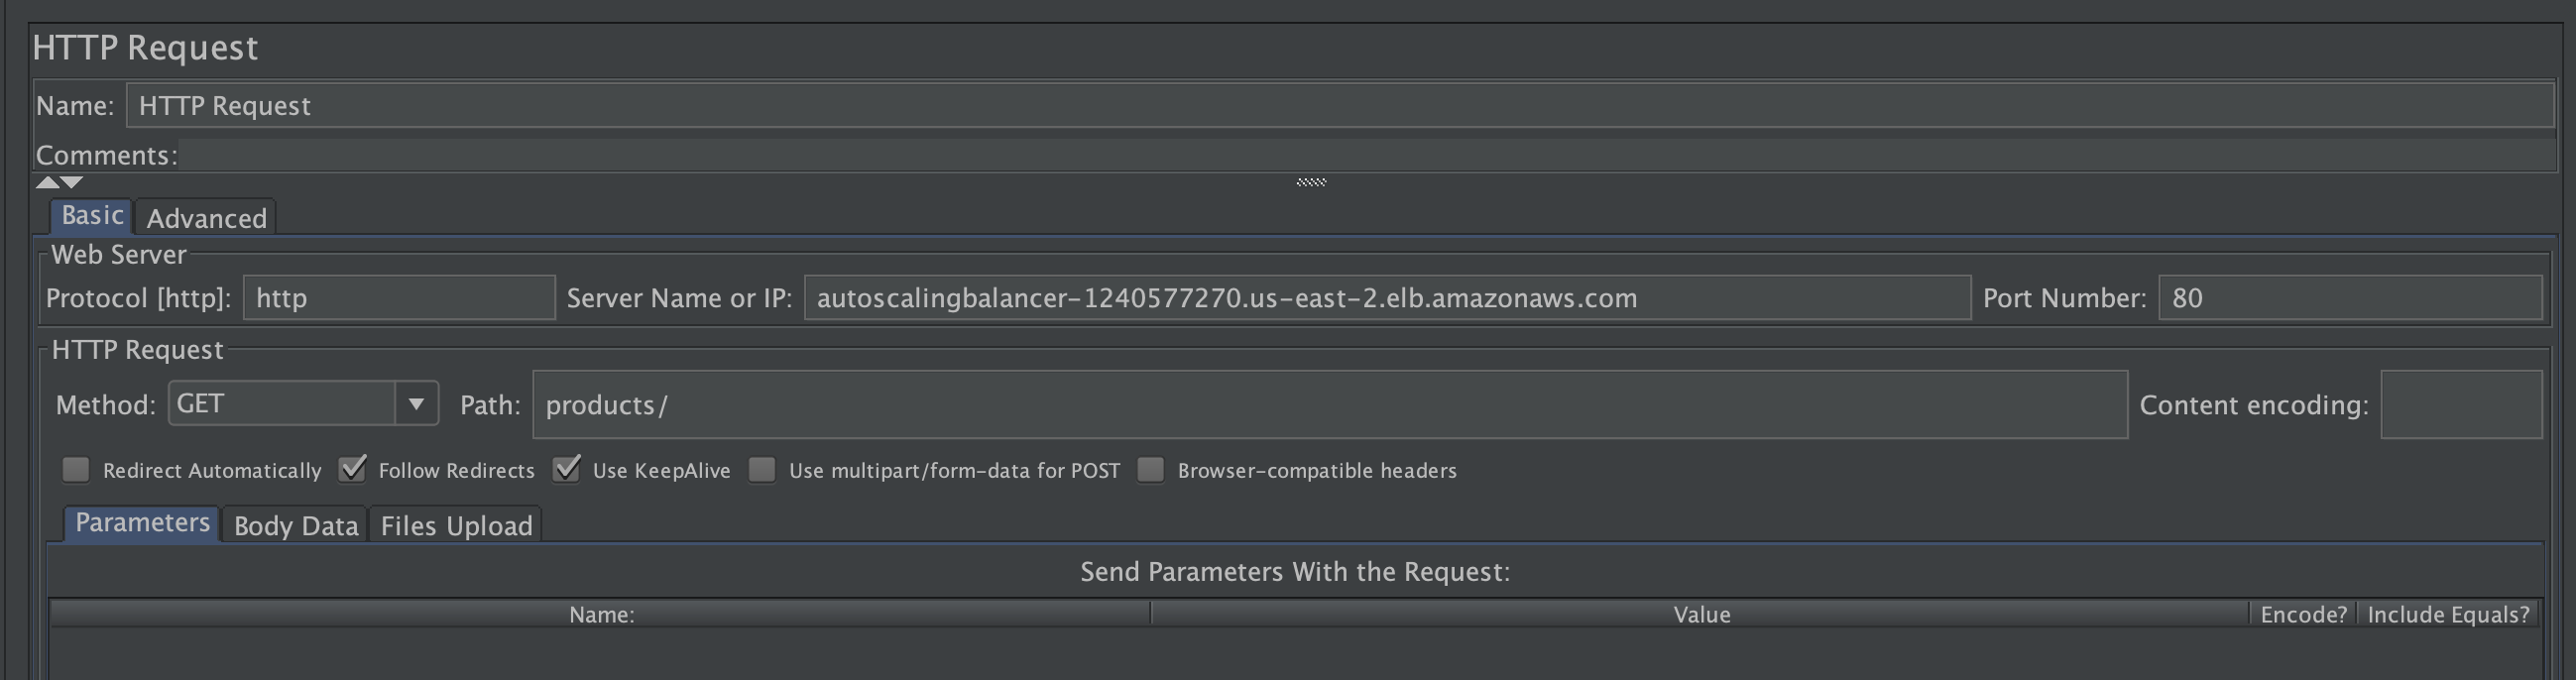 HTTP Request
Name: HTTP Request
Comments:
Basic Advanced
Web Server
Protocol [http]: http Server Name or IP: autoscalingbalancer-1240577270.us-east-2.elb.amazonaws.com Port Number: 80
HTTP Request
Method: GET Path: products/ Content encoding:
Redirect Automatically Follow Redirects Use KeepAlive Use multipart/form-data for POST Browser-compatible headers
Parameters Body Data Files Upload
Send Parameters With the Request:
Name: Value Encode? Include Equals?